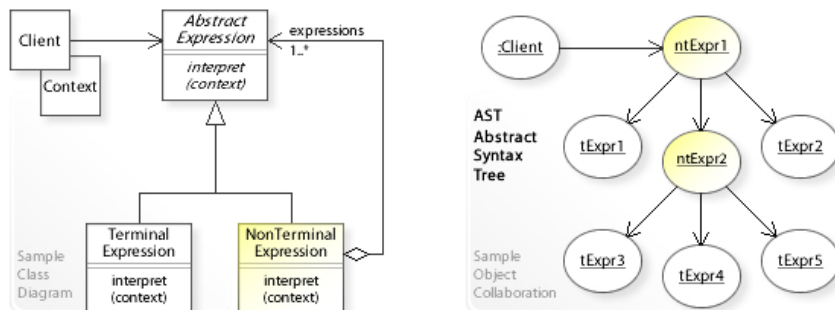 Client
Context
Abstract
Expression
interpret
(context)
expressions
1..*
Terminal
Expression
interpret
(context)
NonTerminal
Expression
interpret
(context)
Sample
Class
Diagram
:Client
ntExpr1
AST
Abstract
Syntax
Tree
tExpr1
ntExpr2
tExpr2
tExpr3
tExpr4
tExpr5
Sample
Object
Collaboration